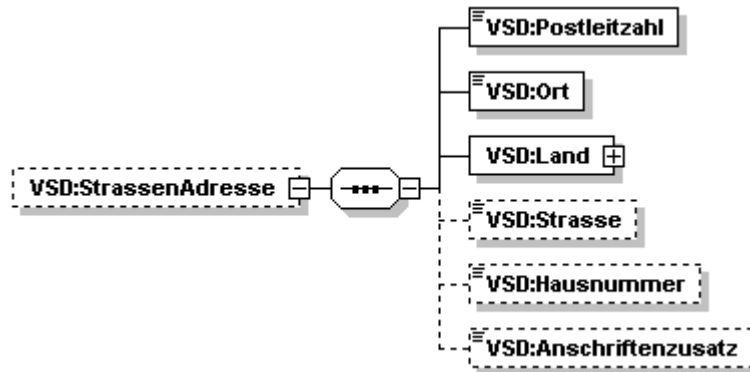 VSD:Postleitzahl
VSD:Ort
VSD:Land
VSD:StrassenAdresse
VSD:Strasse
VSD:Hausnummer
VSD:Anschriftenzusatz